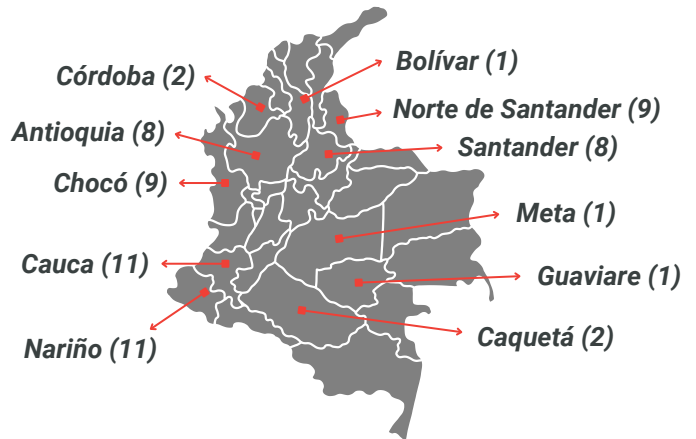 Bolívar (1)
Córdoba (2)
Norte de Santander (9)
Antioquia (8)
Santander (8)
Chocó (9)
Meta (1)
Cauca (11)
Guaviare (1)
Caquetá (2)
Nariño (11)